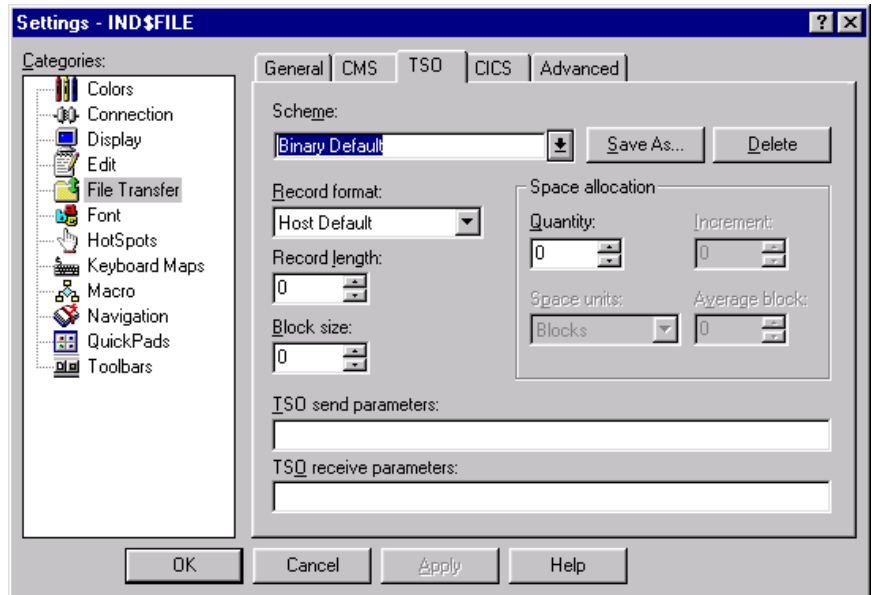 Settings - IND$FILE
Categories:
Colors
Connection
Display
Edit
File Transfer
Font
HotSpots
Keyboard Maps
Macro
Navigation
QuickPads
Toolbars
General CMS TSO CICS Advanced
Scheme:
Binary Default Save As... Delete
Record format:
Host Default
Record length:
0
Block size:
0
Space allocation
Quantity: Increment:
0 0
Space units: Average block:
Blocks 0
TSO send parameters:
TSO receive parameters:
OK Cancel Apply Help